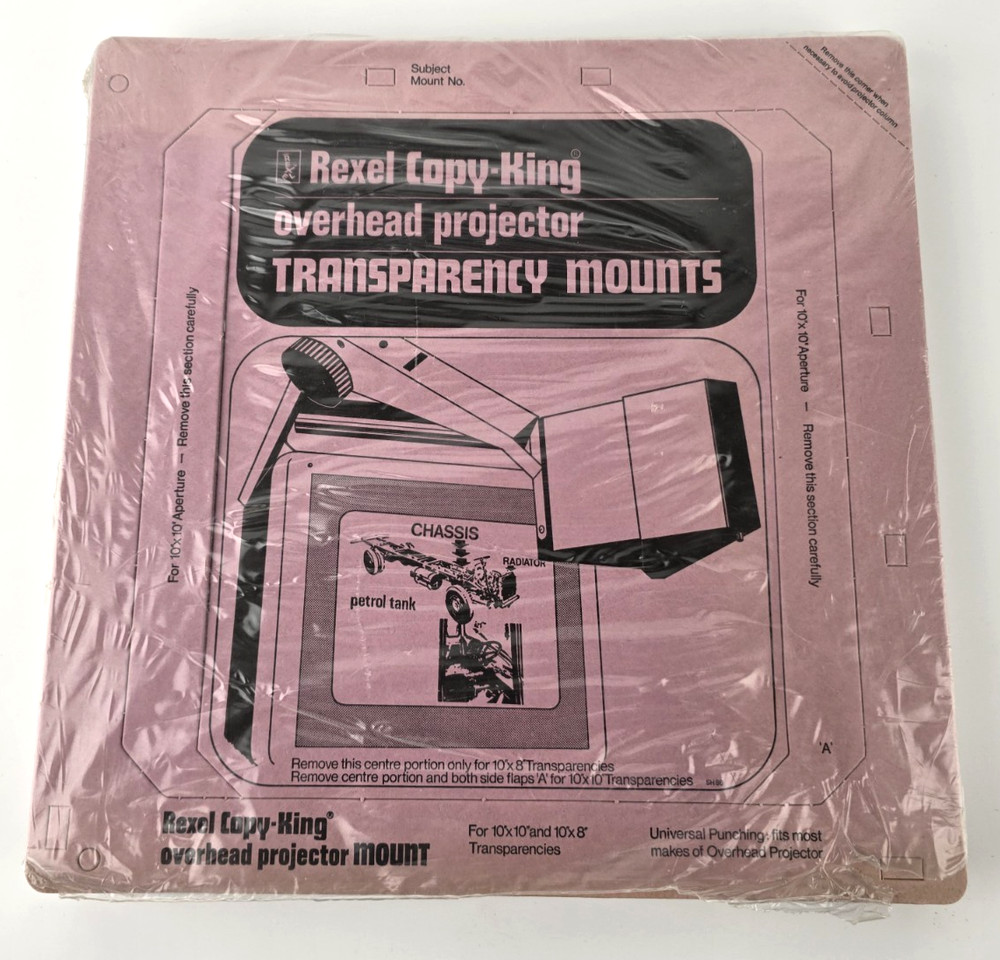 Subject
Mount No.
Remove this corner when
necessary to avoid projector column
Rexel Copy-King®
overhead projector
TRANSPARENCY MOUNTS
For 10"x 10" Aperture – Remove this section carefully
For 10"x 10" Aperture – Remove this section carefully
CHASSIS
RADIATOR
petrol tank
'A'
Remove this centre portion only for 10"x 8" Transparencies
Remove centre portion and both side flaps 'A' for 10"x 10" Transparencies
Rexel Copy-King®
overhead projector MOUNT
For 10"x 10" and 10"x 8"
Transparencies
Universal Punching: fits most
makes of Overhead Projector